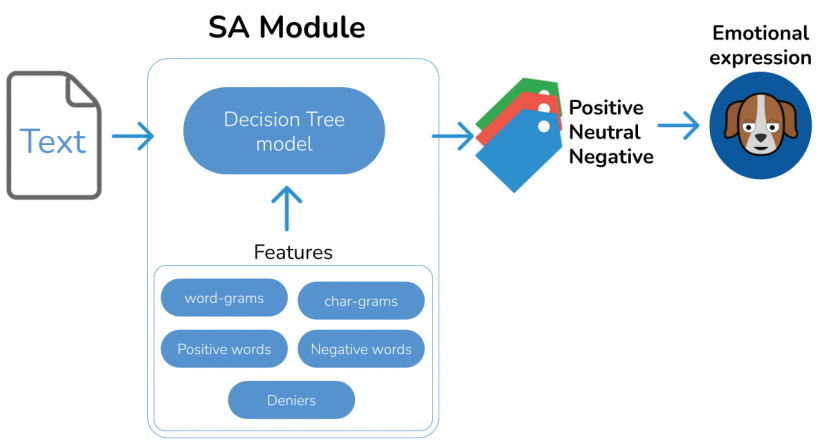 SA Module
Emotional
expression
Text
Decision Tree
model
Positive
Neutral
Negative
Features
word-grams
char-grams
Positive words
Negative words
Deniers